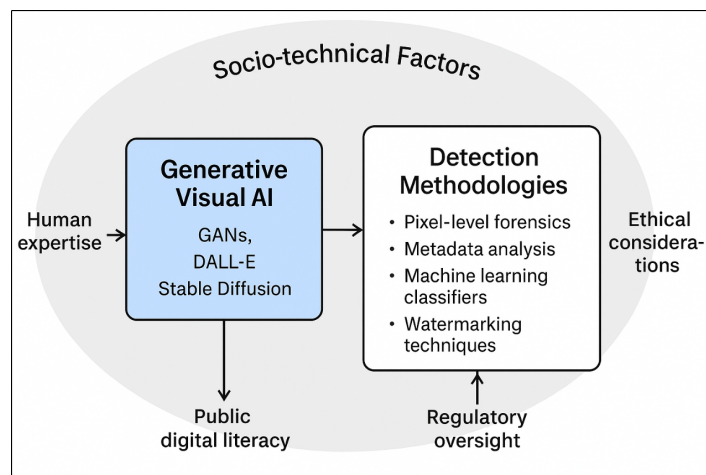 Socio-technical Factors
Human
expertise
Generative
Visual AI
GANs,
DALL-E
Stable Diffusion
Detection
Methodologies
• Pixel-level forensics
• Metadata analysis
• Machine learning
classifiers
• Watermarking
techniques
Ethical
considera-
tions
Public
digital literacy
Regulatory
oversight